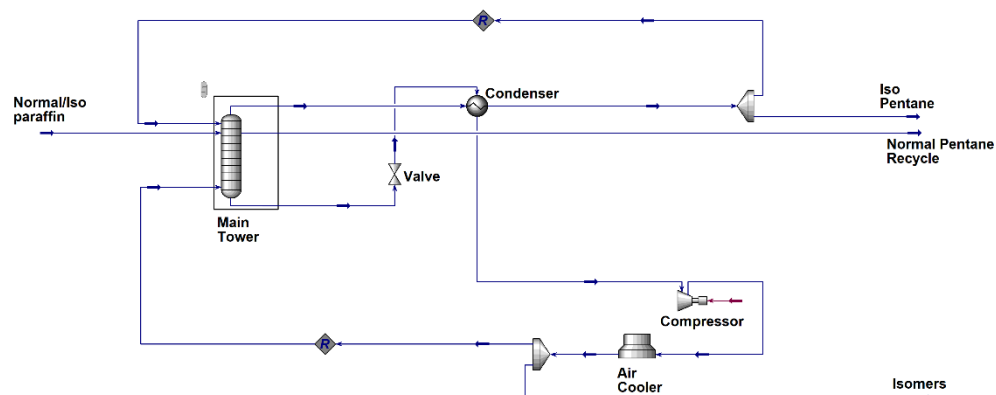 R
Normal/Iso
paraffin
Condenser
Iso
Pentane
Normal Pentane
Recycle
Valve
Main
Tower
Compressor
R
Air
Cooler
Isomers